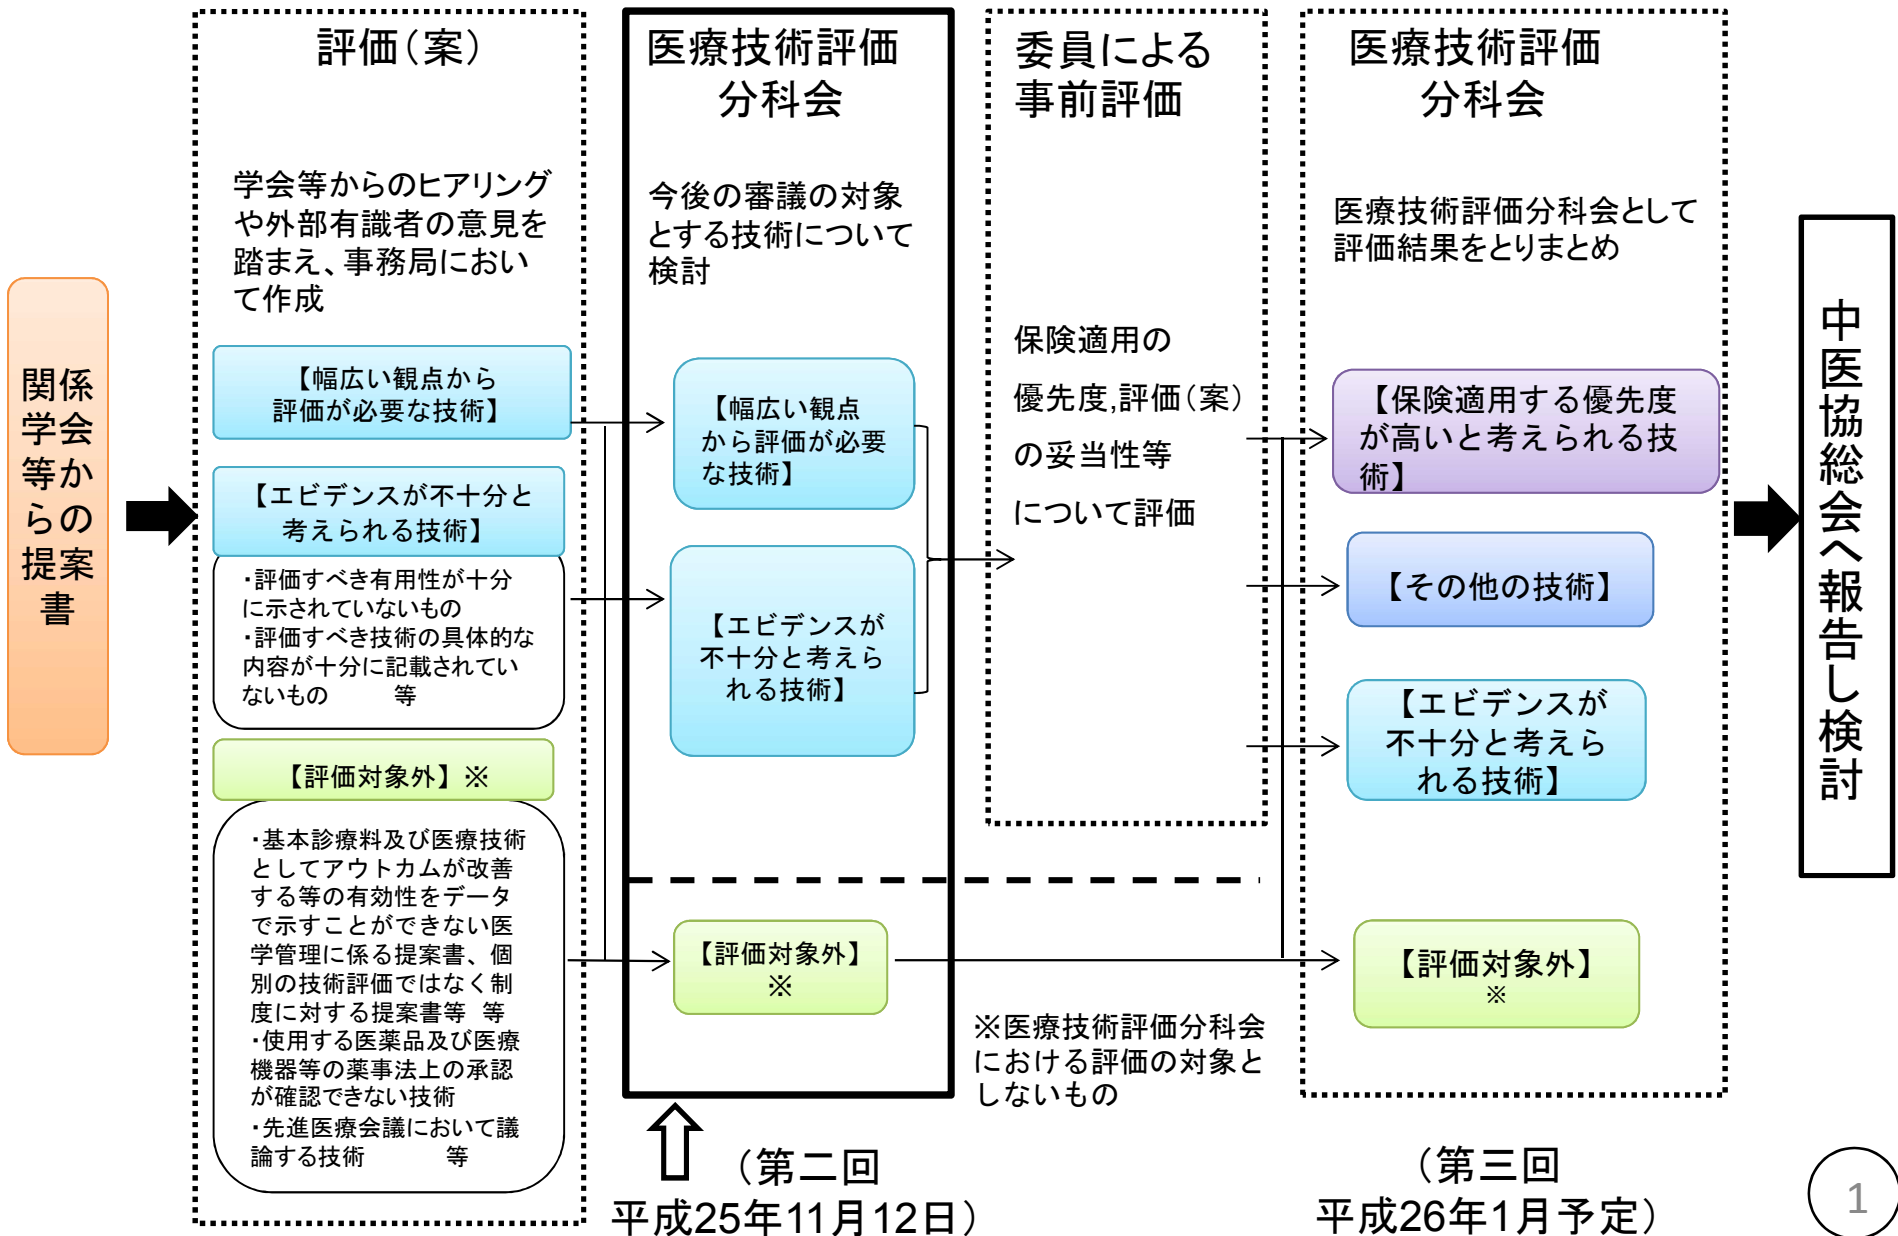 関係
学会
等か
らの
提案
書
評価（案）
学会等からのヒアリング
や外部有識者の意見を
踏まえ、事務局におい
て作成
【幅広い観点から
評価が必要な技術】
【エビデンスが不十分と
考えられる技術】
・評価すべき有用性が十分
に示されていないもの
・評価すべき技術の具体的な
内容が十分に記載されてい
ないもの　　　等
【評価対象外】※
・基本診療料及び医療技術
としてアウトカムが改善
する等の有効性をデータ
で示すことができない医
学管理に係る提案書、個
別の技術評価ではなく制
度に対する提案書等　等
・使用する医薬品及び医療
機器等の薬事法上の承認
が確認できない技術
・先進医療会議において議
論する技術　　　等
医療技術評価
分科会
今後の審議の対象
とする技術について
検討
【幅広い観点
から評価が必要
な技術】
【エビデンスが
不十分と考えら
れる技術】
【評価対象外】
※
（第二回
平成25年11月12日）
委員による
事前評価
保険適用の
優先度,評価（案）
の妥当性等
について評価
※医療技術評価分科会
における評価の対象と
しないもの
医療技術評価
分科会
医療技術評価分科会として
評価結果をとりまとめ
【保険適用する優先度
が高いと考えられる技
術】
【その他の技術】
【エビデンスが
不十分と考えら
れる技術】
【評価対象外】
※
（第三回
平成26年1月予定）
中医協総会へ報告し検討
1